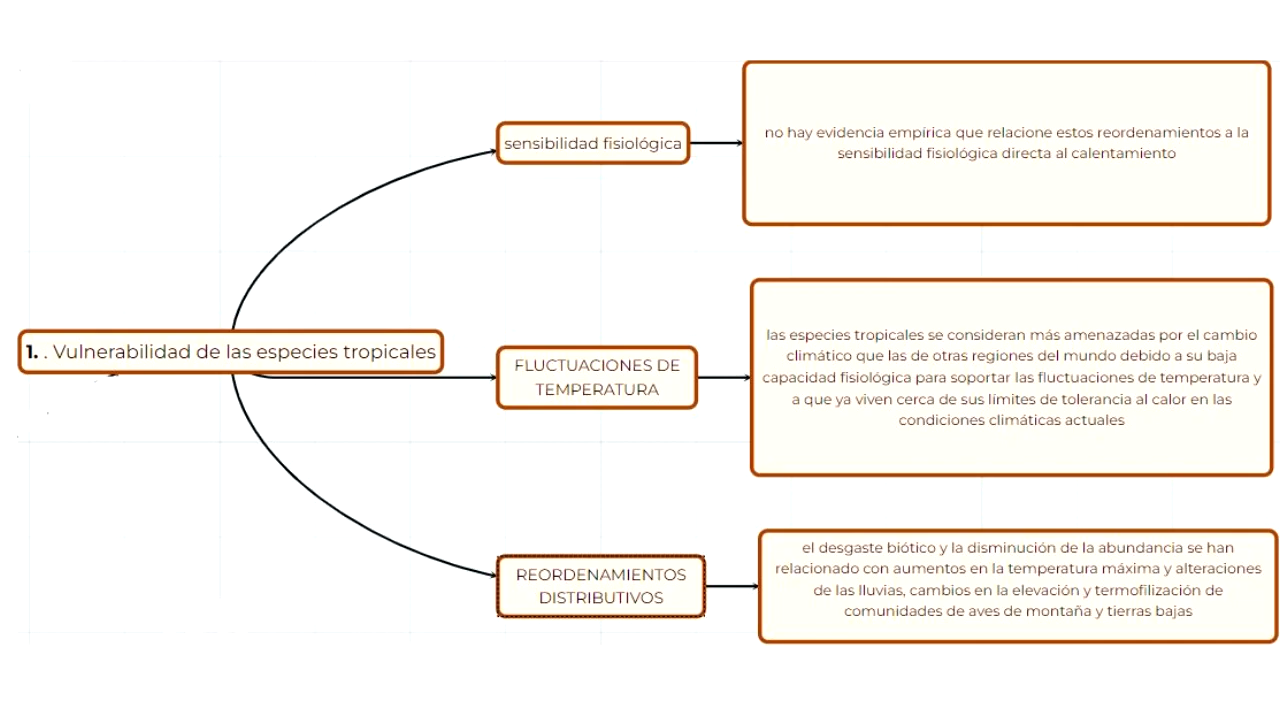 sensibilidad fisiológica
no hay evidencia empírica que relacione estos reordenamientos a la
sensibilidad fisiológica directa al calentamiento
1. . Vulnerabilidad de las especies tropicales
FLUCTUACIONES DE
TEMPERATURA
las especies tropicales se consideran más amenazadas por el cambio
climático que las de otras regiones del mundo debido a su baja
capacidad fisiológica para soportar las fluctuaciones de temperatura y
a que ya viven cerca de sus límites de tolerancia al calor en las
condiciones climáticas actuales
REORDENAMIENTOS
DISTRIBUTIVOS
el desgaste biótico y la disminución de la abundancia se han
relacionado con aumentos en la temperatura máxima y alteraciones
de las lluvias, cambios en la elevación y termofilización de
comunidades de aves de montaña y tierras bajas